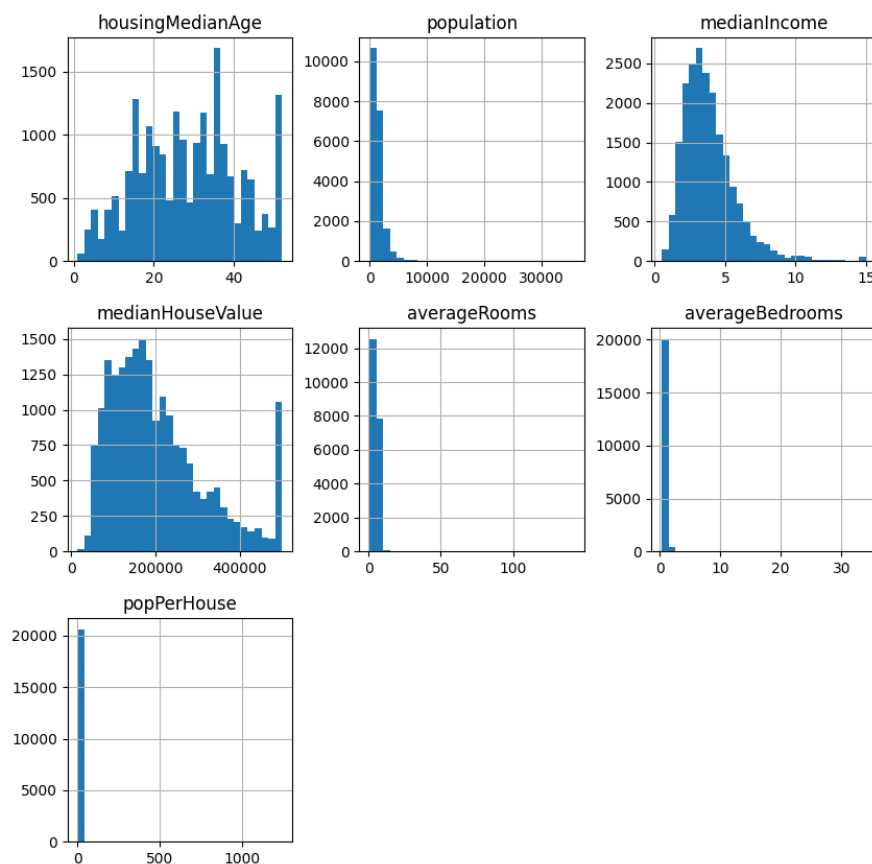 housingMedianAge
1500
1000
500
0
0 20 40
population
10000
8000
6000
4000
2000
0
0 10000 20000 30000
medianIncome
2500
2000
1500
1000
500
0
0 5 10 15
medianHouseValue
1500
1250
1000
750
500
250
0
0 200000 400000
averageRooms
12000
10000
8000
6000
4000
2000
0
0 50 100
averageBedrooms
20000
15000
10000
5000
0
0 10 20 30
popPerHouse
20000
15000
10000
5000
0
0 500 1000